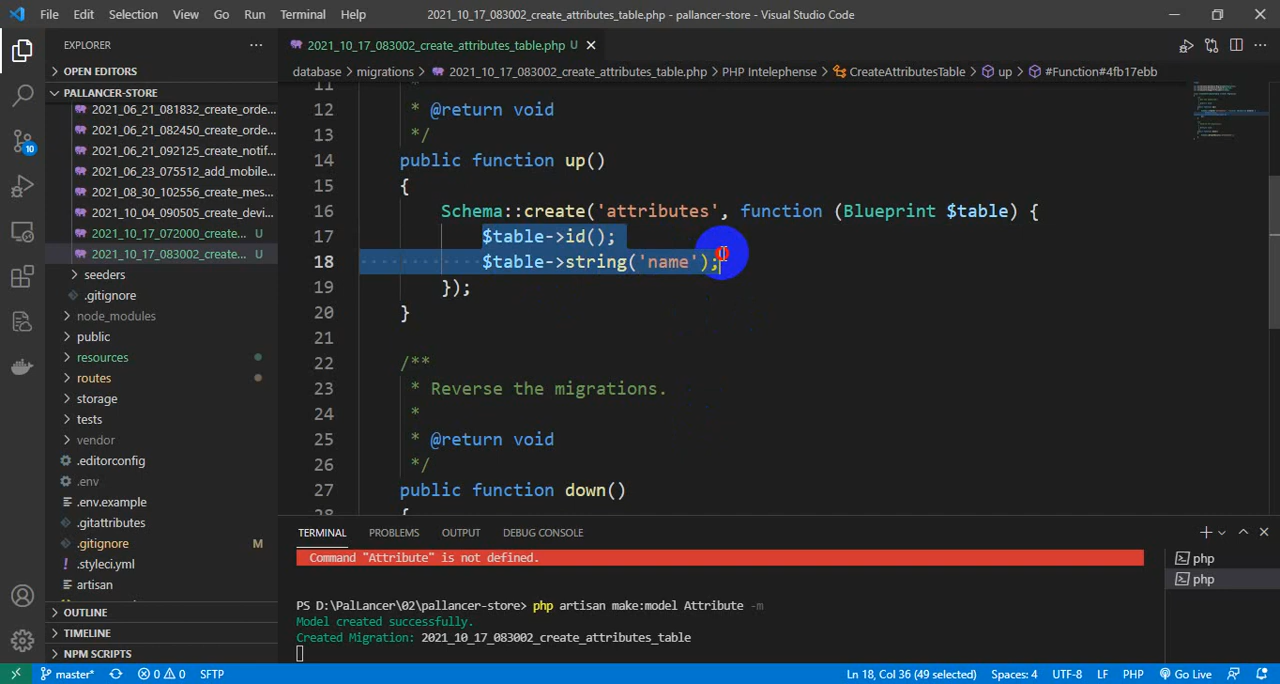 File Edit Selection View Go Run Terminal Help 2021_10_17_083002_create_attributes_table.php - pallancer-store - Visual Studio Code
EXPLORER
2021_10_17_083002_create_attributes_table.php U
OPEN EDITORS
database > migrations > 2021_10_17_083002_create_attributes_table.php > PHP Intelephense > CreateAttributesTable > up > #Function#4fb17ebb
PALLANCER-STORE
2021_06_21_081832_create_orde...
2021_06_21_082450_create_orde...
2021_06_21_092125_create_notif...
2021_06_23_075512_add_mobile...
2021_08_30_102556_create_mes...
2021_10_04_090505_create_devi...
2021_10_17_072000_create... U
2021_10_17_083002_create... U
seeders
.gitignore
node_modules
public
resources
routes
storage
tests
vendor
.editorconfig
.env
.env.example
.gitattributes
.gitignore M
.styleci.yml
artisan
OUTLINE
TIMELINE
NPM SCRIPTS
10
11 *
12 * @return void
13 */
14 public function up()
15 {
16 Schema::create('attributes', function (Blueprint $table) {
17 $table->id();
18 $table->string('name');
19 });
20 }
21
22 /**
23 * Reverse the migrations.
24 *
25 * @return void
26 */
27 public function down()
28 {
TERMINAL PROBLEMS OUTPUT DEBUG CONSOLE
Command "Attribute" is not defined.
PS D:\PalLancer\02\pallancer-store> php artisan make:model Attribute -m
Model created successfully.
Created Migration: 2021_10_17_083002_create_attributes_table
php
php
master* 0 0 SFTP Ln 18, Col 36 (49 selected) Spaces: 4 UTF-8 LF PHP Go Live